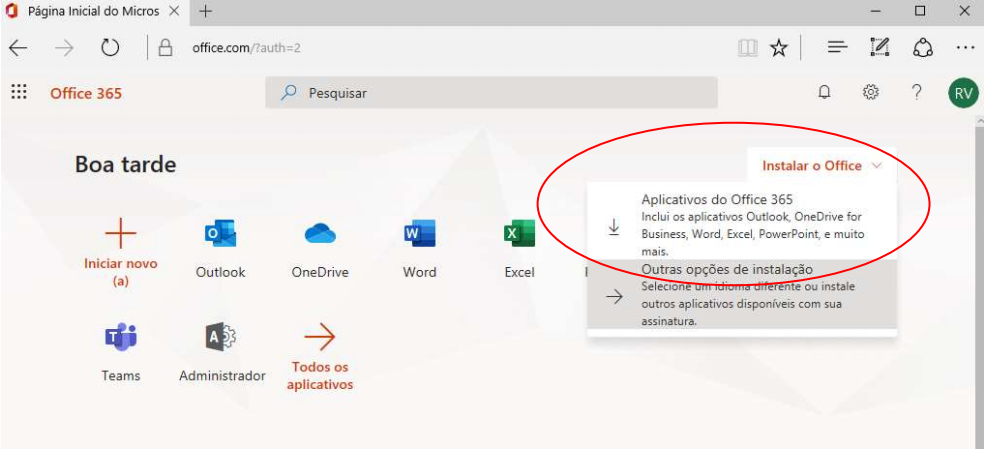 Página Inicial do Micros
office.com/?auth=2
Office 365
Pesquisar
?
RV
Boa tarde
Instalar o Office
Aplicativos do Office 365
Inclui os aplicativos Outlook, OneDrive for
Business, Word, Excel, PowerPoint, e muito
mais.
Outras opções de instalação
Selecione um idioma diferente ou instale
outros aplicativos disponíveis com sua
assinatura.
Iniciar novo
(a)
Outlook
OneDrive
Word
Excel
Teams
Administrador
Todos os
aplicativos